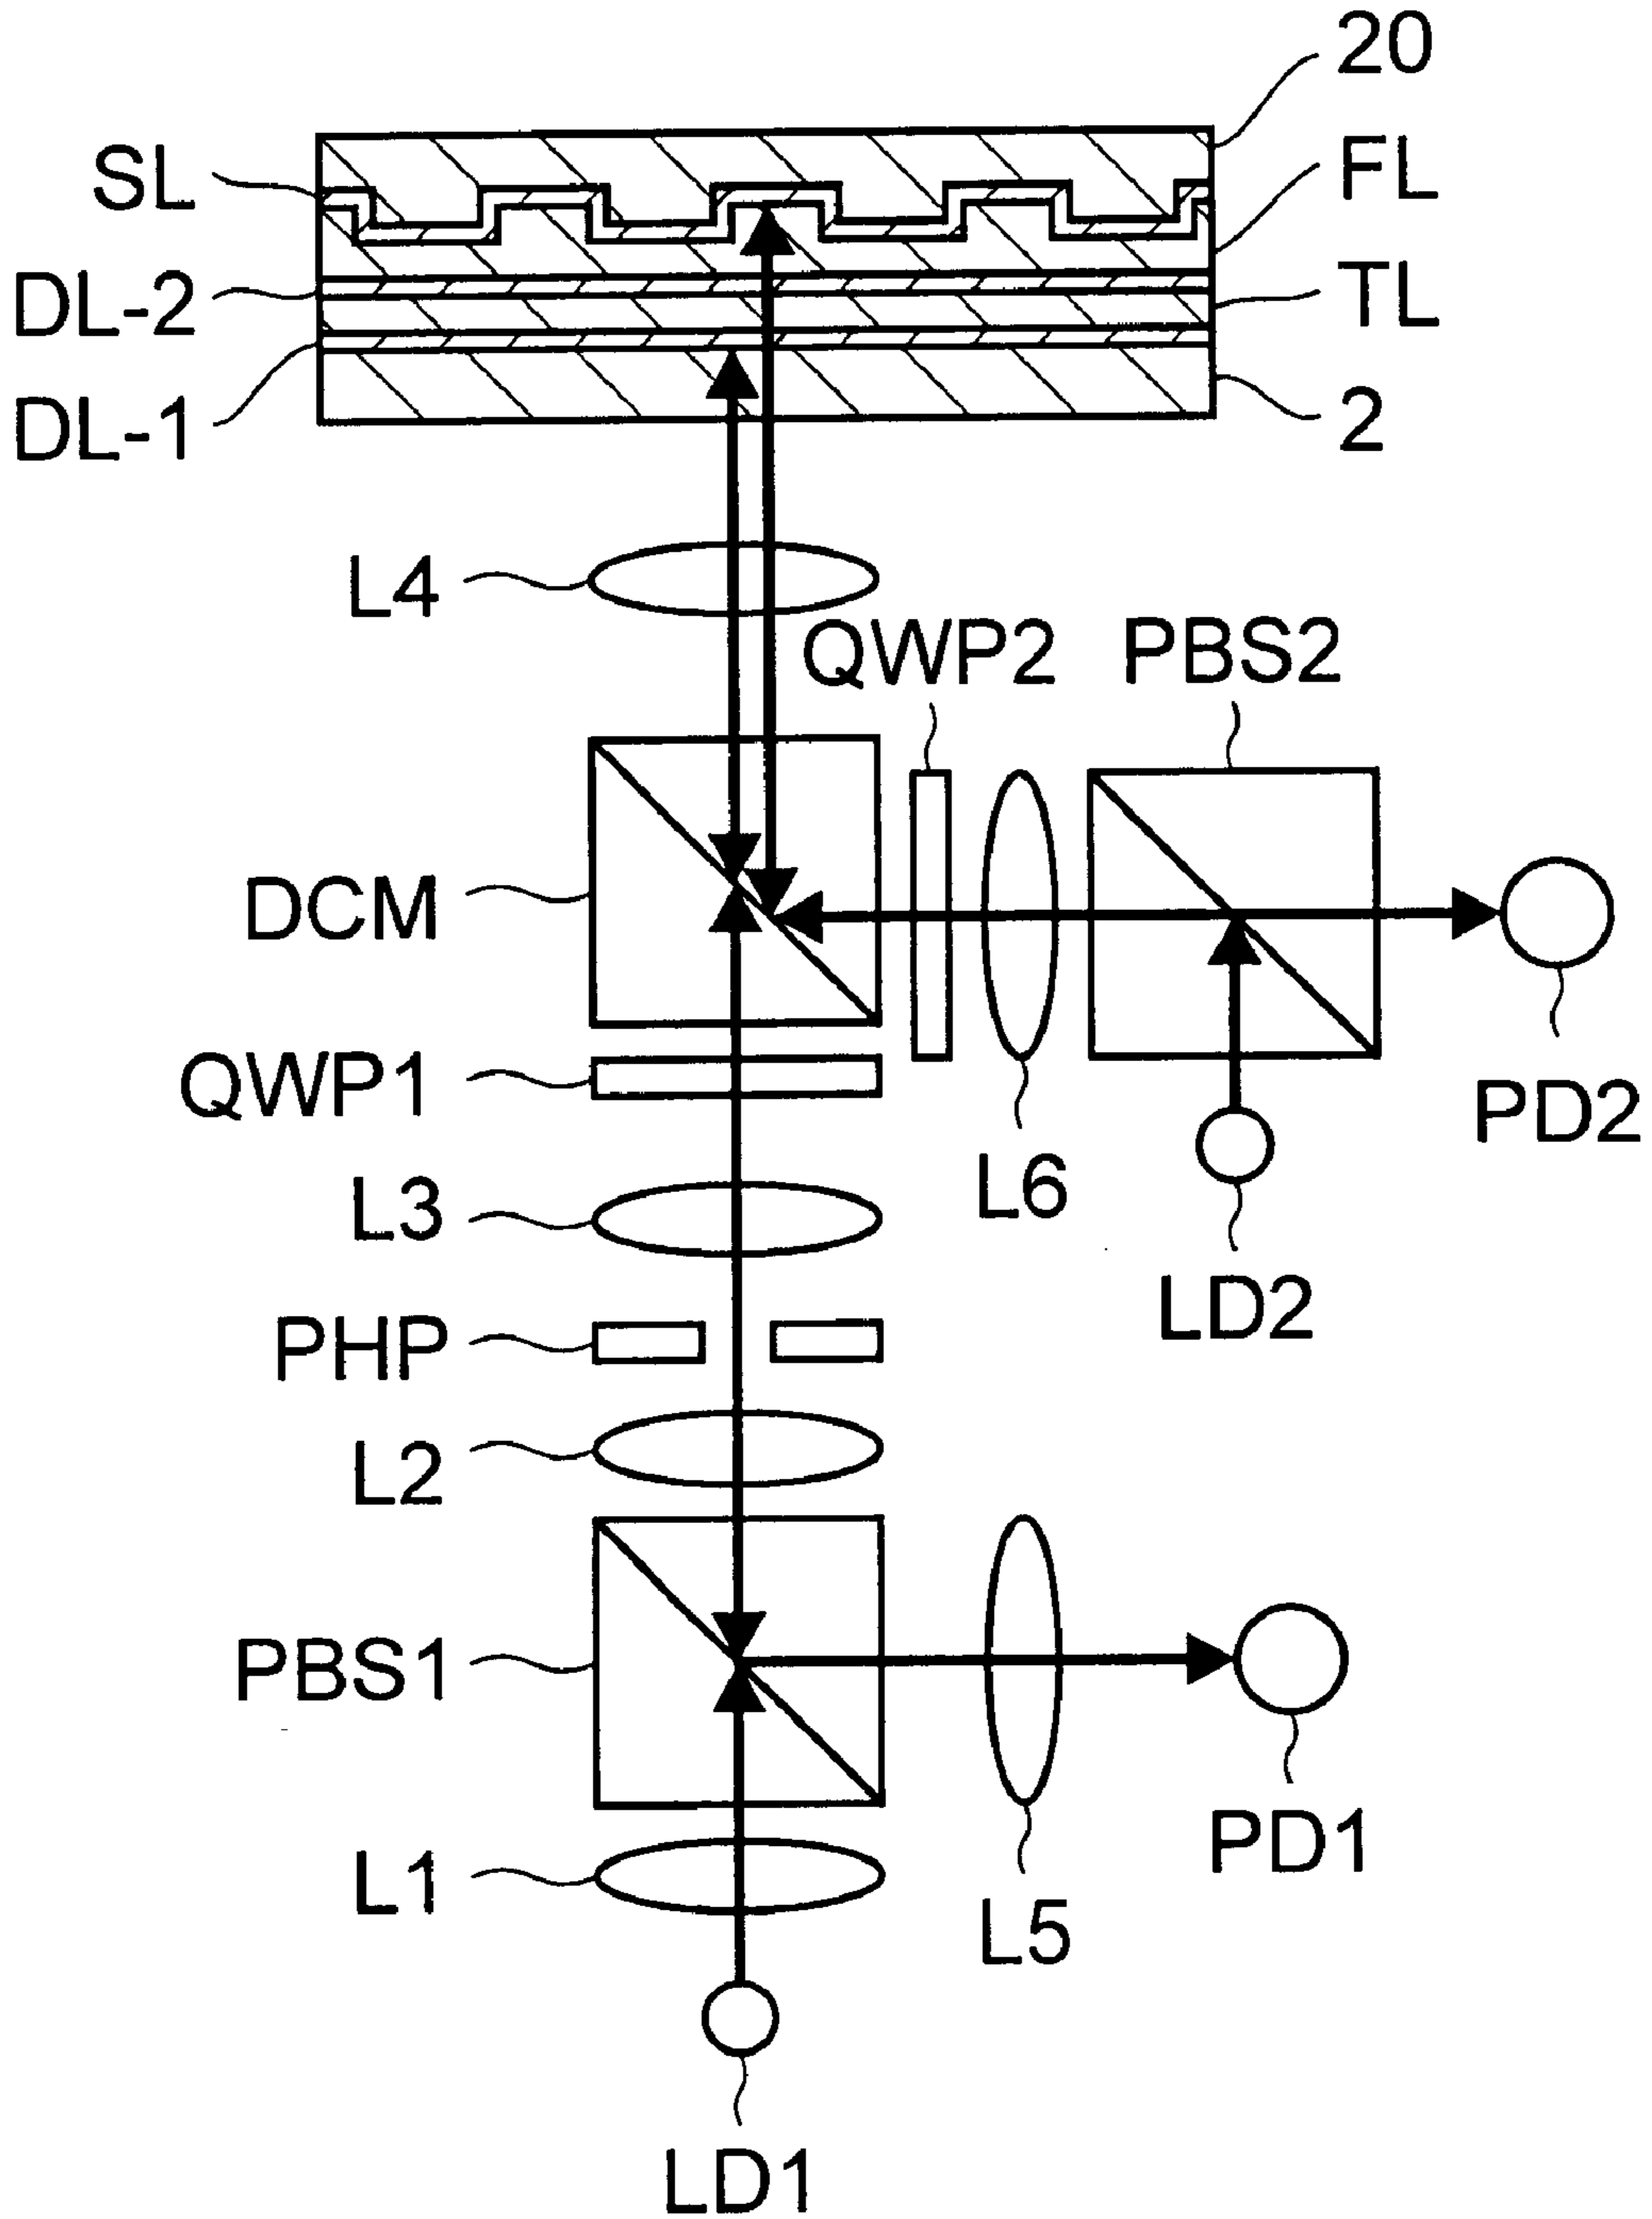 20
SL
FL
DL-2
TL
DL-1
2
L4
QWP2
PBS2
DCM
QWP1
PD2
L6
L3
LD2
PHP
L2
PBS1
PD1
L1
L5
LD1